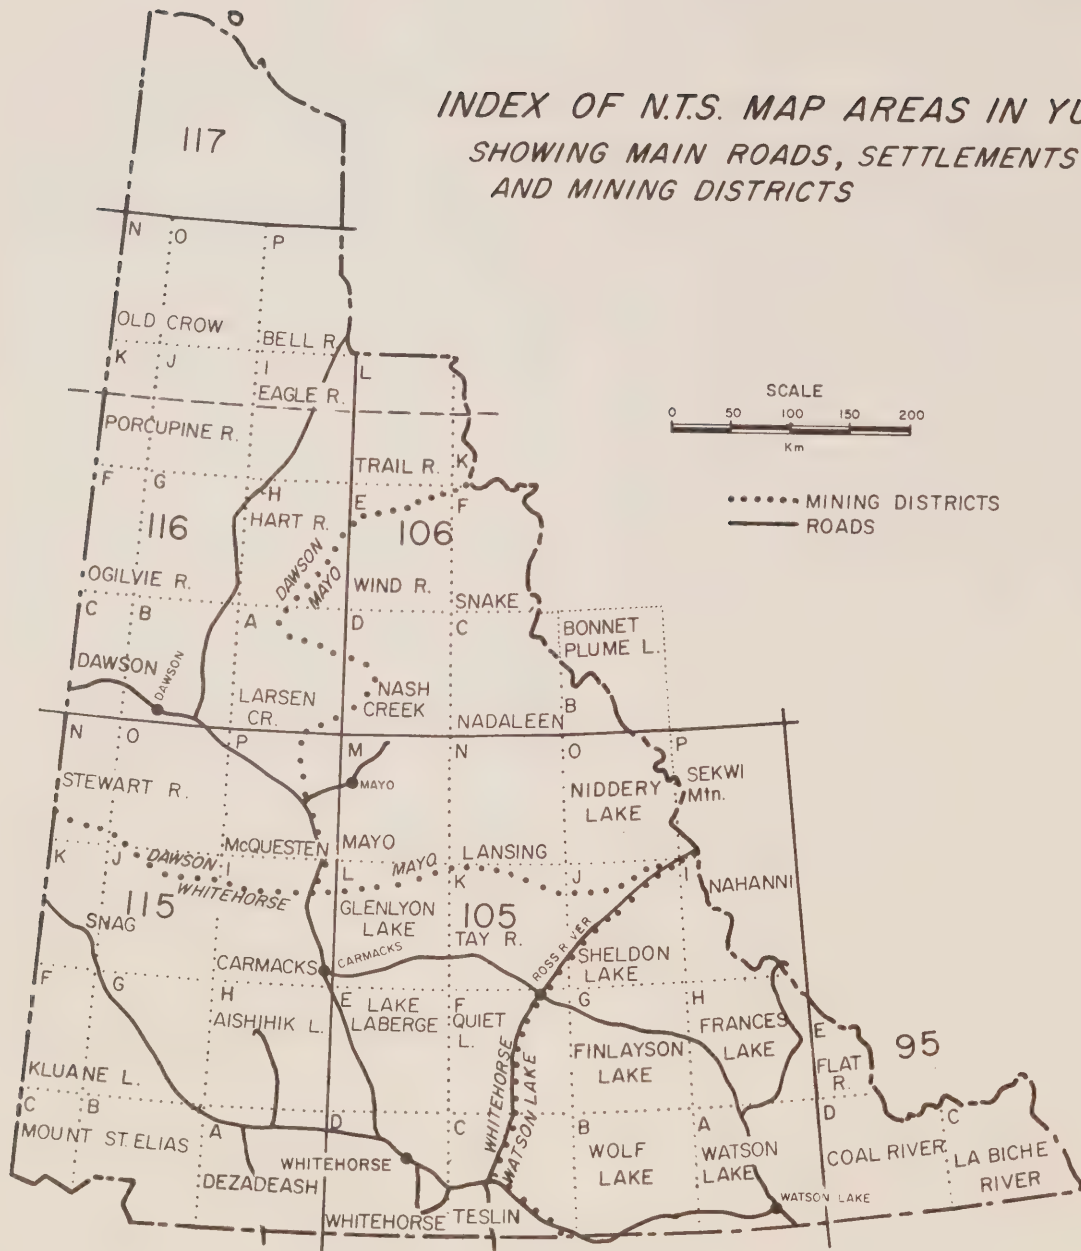 INDEX OF N.T.S. MAP AREAS IN YU
SHOWING MAIN ROADS, SETTLEMENTS
AND MINING DISTRICTS
117
N O P
OLD CROW
BELL R.
K J I L
EAGLE R.
SCALE
0 50 100 150 200
Km
PORCUPINE R.
TRAIL R. K
F G H E F
MINING DISTRICTS
ROADS
HART R.
116
106
DAWSON
MAYO
OGILVIE R.
WIND R.
SNAKE
C B A D C
BONNET
PLUME L.
DAWSON
DAWSON
LARSEN
CR.
NASH
CREEK
B
NADALEEN
N O P M N O P
STEWART R.
MAYO
NIDDERY
LAKE
SEKWI
Mtn.
McQUESTEN
MAYO
LANSING
K J I L K J I
DAWSON
WHITEHORSE
MAYO
NAHANNI
115
SNAG
GLENLYON
LAKE
105
TAY R.
ROSS RIVER
SHELDON
LAKE
CARMACKS
CARMACKS
F G H E F G H
AISHIHIK L.
LAKE
LABERGE
QUIET
L.
FRANCES
LAKE
E
95
FINLAYSON
LAKE
FLAT
R.
KLUANE L.
WHITEHORSE
WATSON LAKE
C B A D C B A D C
MOUNT ST. ELIAS
WHITEHORSE
WOLF
LAKE
WATSON
LAKE
COAL RIVER
LA BICHE
RIVER
DEZADEASH
WATSON LAKE
WHITEHORSE
TESLIN